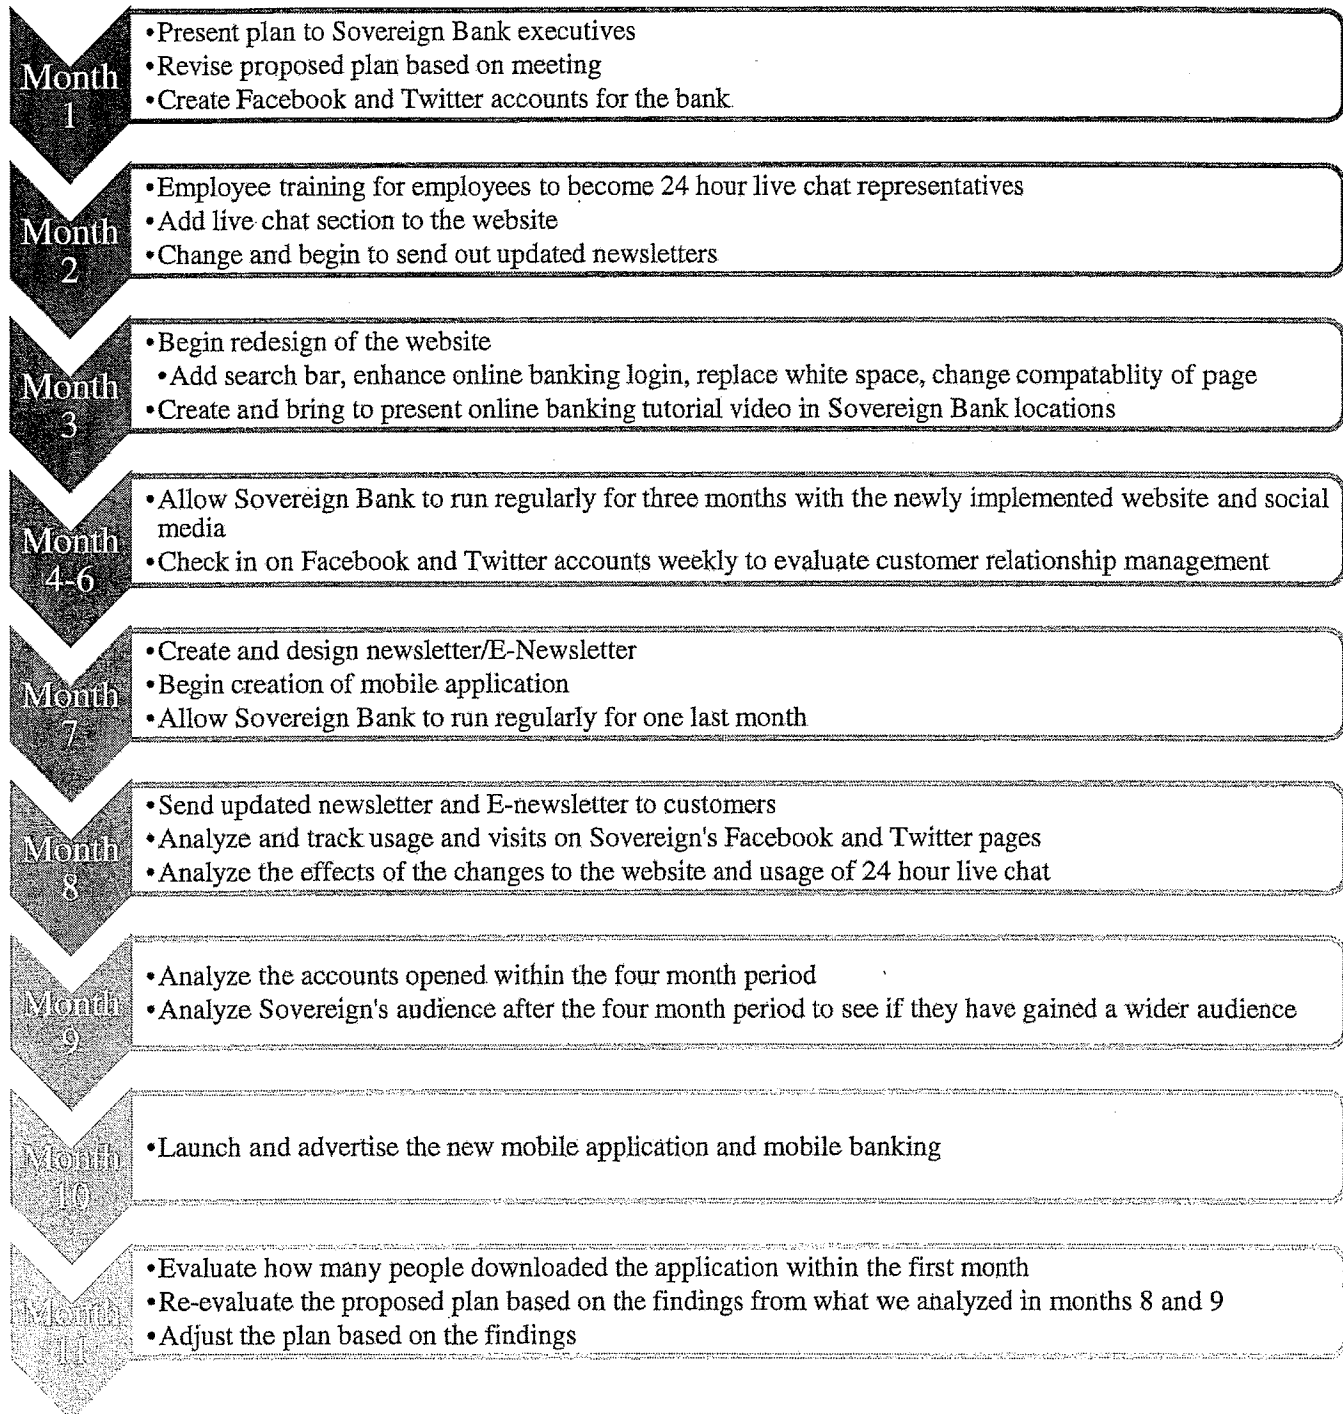 Month
1
•Present plan to Sovereign Bank executives
•Revise proposed plan based on meeting
•Create Facebook and Twitter accounts for the bank
Month
2
•Employee training for employees to become 24 hour live chat representatives
•Add live chat section to the website
•Change and begin to send out updated newsletters
Month
3
•Begin redesign of the website
•Add search bar, enhance online banking login, replace white space, change compatablity of page
•Create and bring to present online banking tutorial video in Sovereign Bank locations
Month
4-6
•Allow Sovereign Bank to run regularly for three months with the newly implemented website and social
media
•Check in on Facebook and Twitter accounts weekly to evaluate customer relationship management
Month
7
•Create and design newsletter/E-Newsletter
•Begin creation of mobile application
•Allow Sovereign Bank to run regularly for one last month
Month
8
•Send updated newsletter and E-newsletter to customers
•Analyze and track usage and visits on Sovereign's Facebook and Twitter pages
•Analyze the effects of the changes to the website and usage of 24 hour live chat
Month
9
•Analyze the accounts opened within the four month period
•Analyze Sovereign's audience after the four month period to see if they have gained a wider audience
Month
10
•Launch and advertise the new mobile application and mobile banking
Month
11
•Evaluate how many people downloaded the application within the first month
•Re-evaluate the proposed plan based on the findings from what we analyzed in months 8 and 9
•Adjust the plan based on the findings